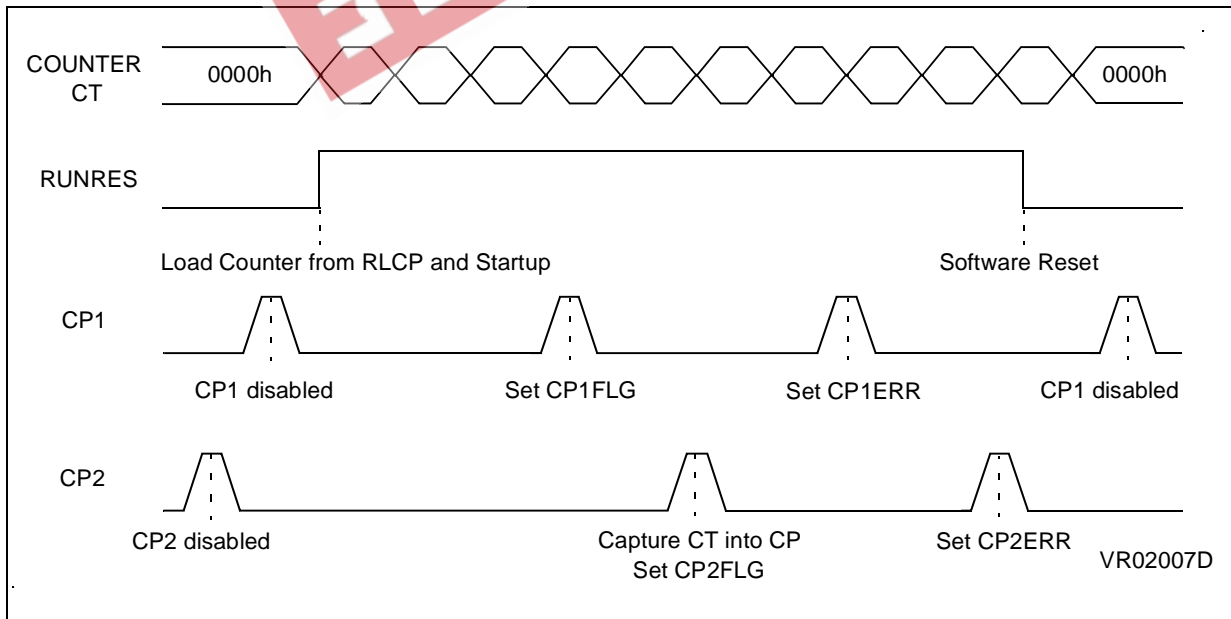 COUNTER
CT
0000h
0000h
RUNRES
Load Counter from RLCP and Startup
Software Reset
CP1
CP1 disabled
Set CP1FLG
Set CP1ERR
CP1 disabled
CP2
CP2 disabled
Capture CT into CP
Set CP2FLG
Set CP2ERR
VR02007D